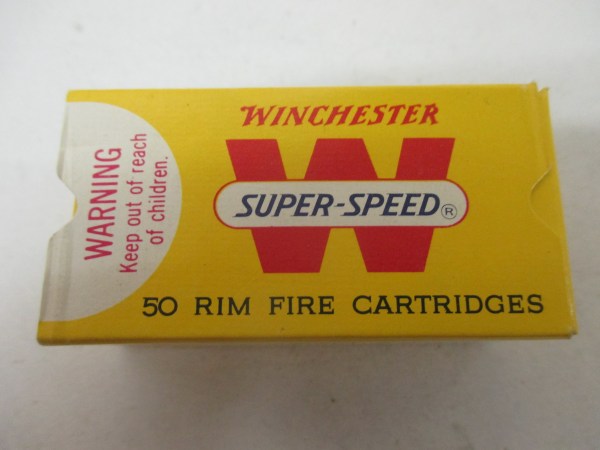 WINCHESTER
W
SUPER-SPEED®
50 RIM FIRE CARTRIDGES
WARNING
Keep out of reach
of children.